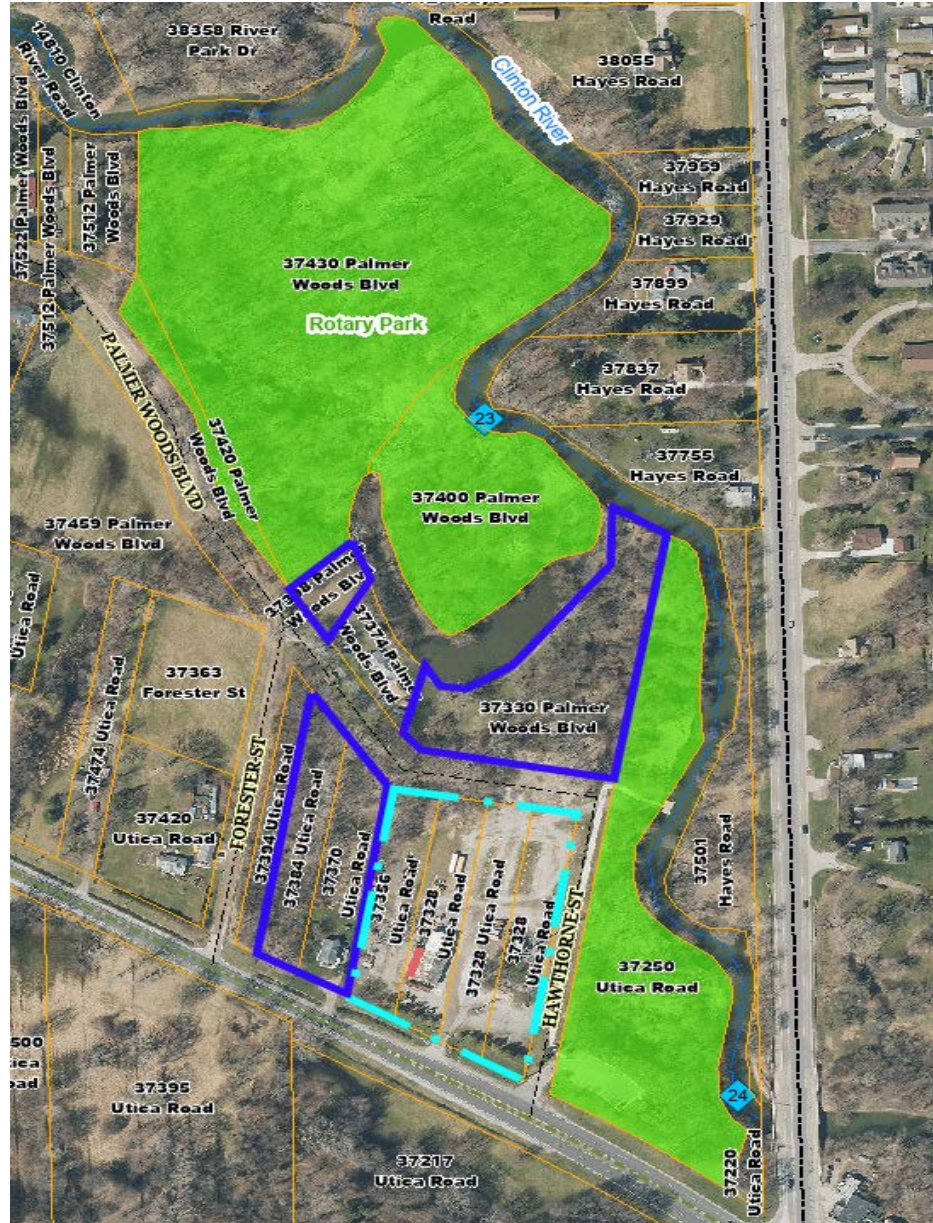 Road
38358 River
Park Dr
14810 Clinton
River Road
Clinton River
38055
Hayes Road
37522 Palmer Woods Blvd
37512 Palmer Woods Blvd
37512 Palmer
Woods Blvd
37959
Hayes Road
37929
Hayes Road
37430 Palmer
Woods Blvd
37899
Hayes Road
Rotary Park
PALMER WOODS BLVD
37837
Hayes Road
23
37420 Palmer
Woods Blvd
37755
Hayes Road
37400 Palmer
Woods Blvd
37459 Palmer
Woods Blvd
Palmer
Woods Blvd
Utica Road
37374 Palmer
Woods Blvd
37363
Forester St
37474 Utica Road
37330 Palmer
Woods Blvd
FORESTER ST
37394 Utica Road
37384 Utica Road
37370
Utica Road
37420
Utica Road
37356
Utica Road
37328
Utica Road
37328 Utica Road
37328
Utica Road
HAWTHORNE ST
37501
Hayes Road
37250
Utica Road
500
tica
oad
37395
Utica Road
24
37217
Utica Road
37220
Utica Road